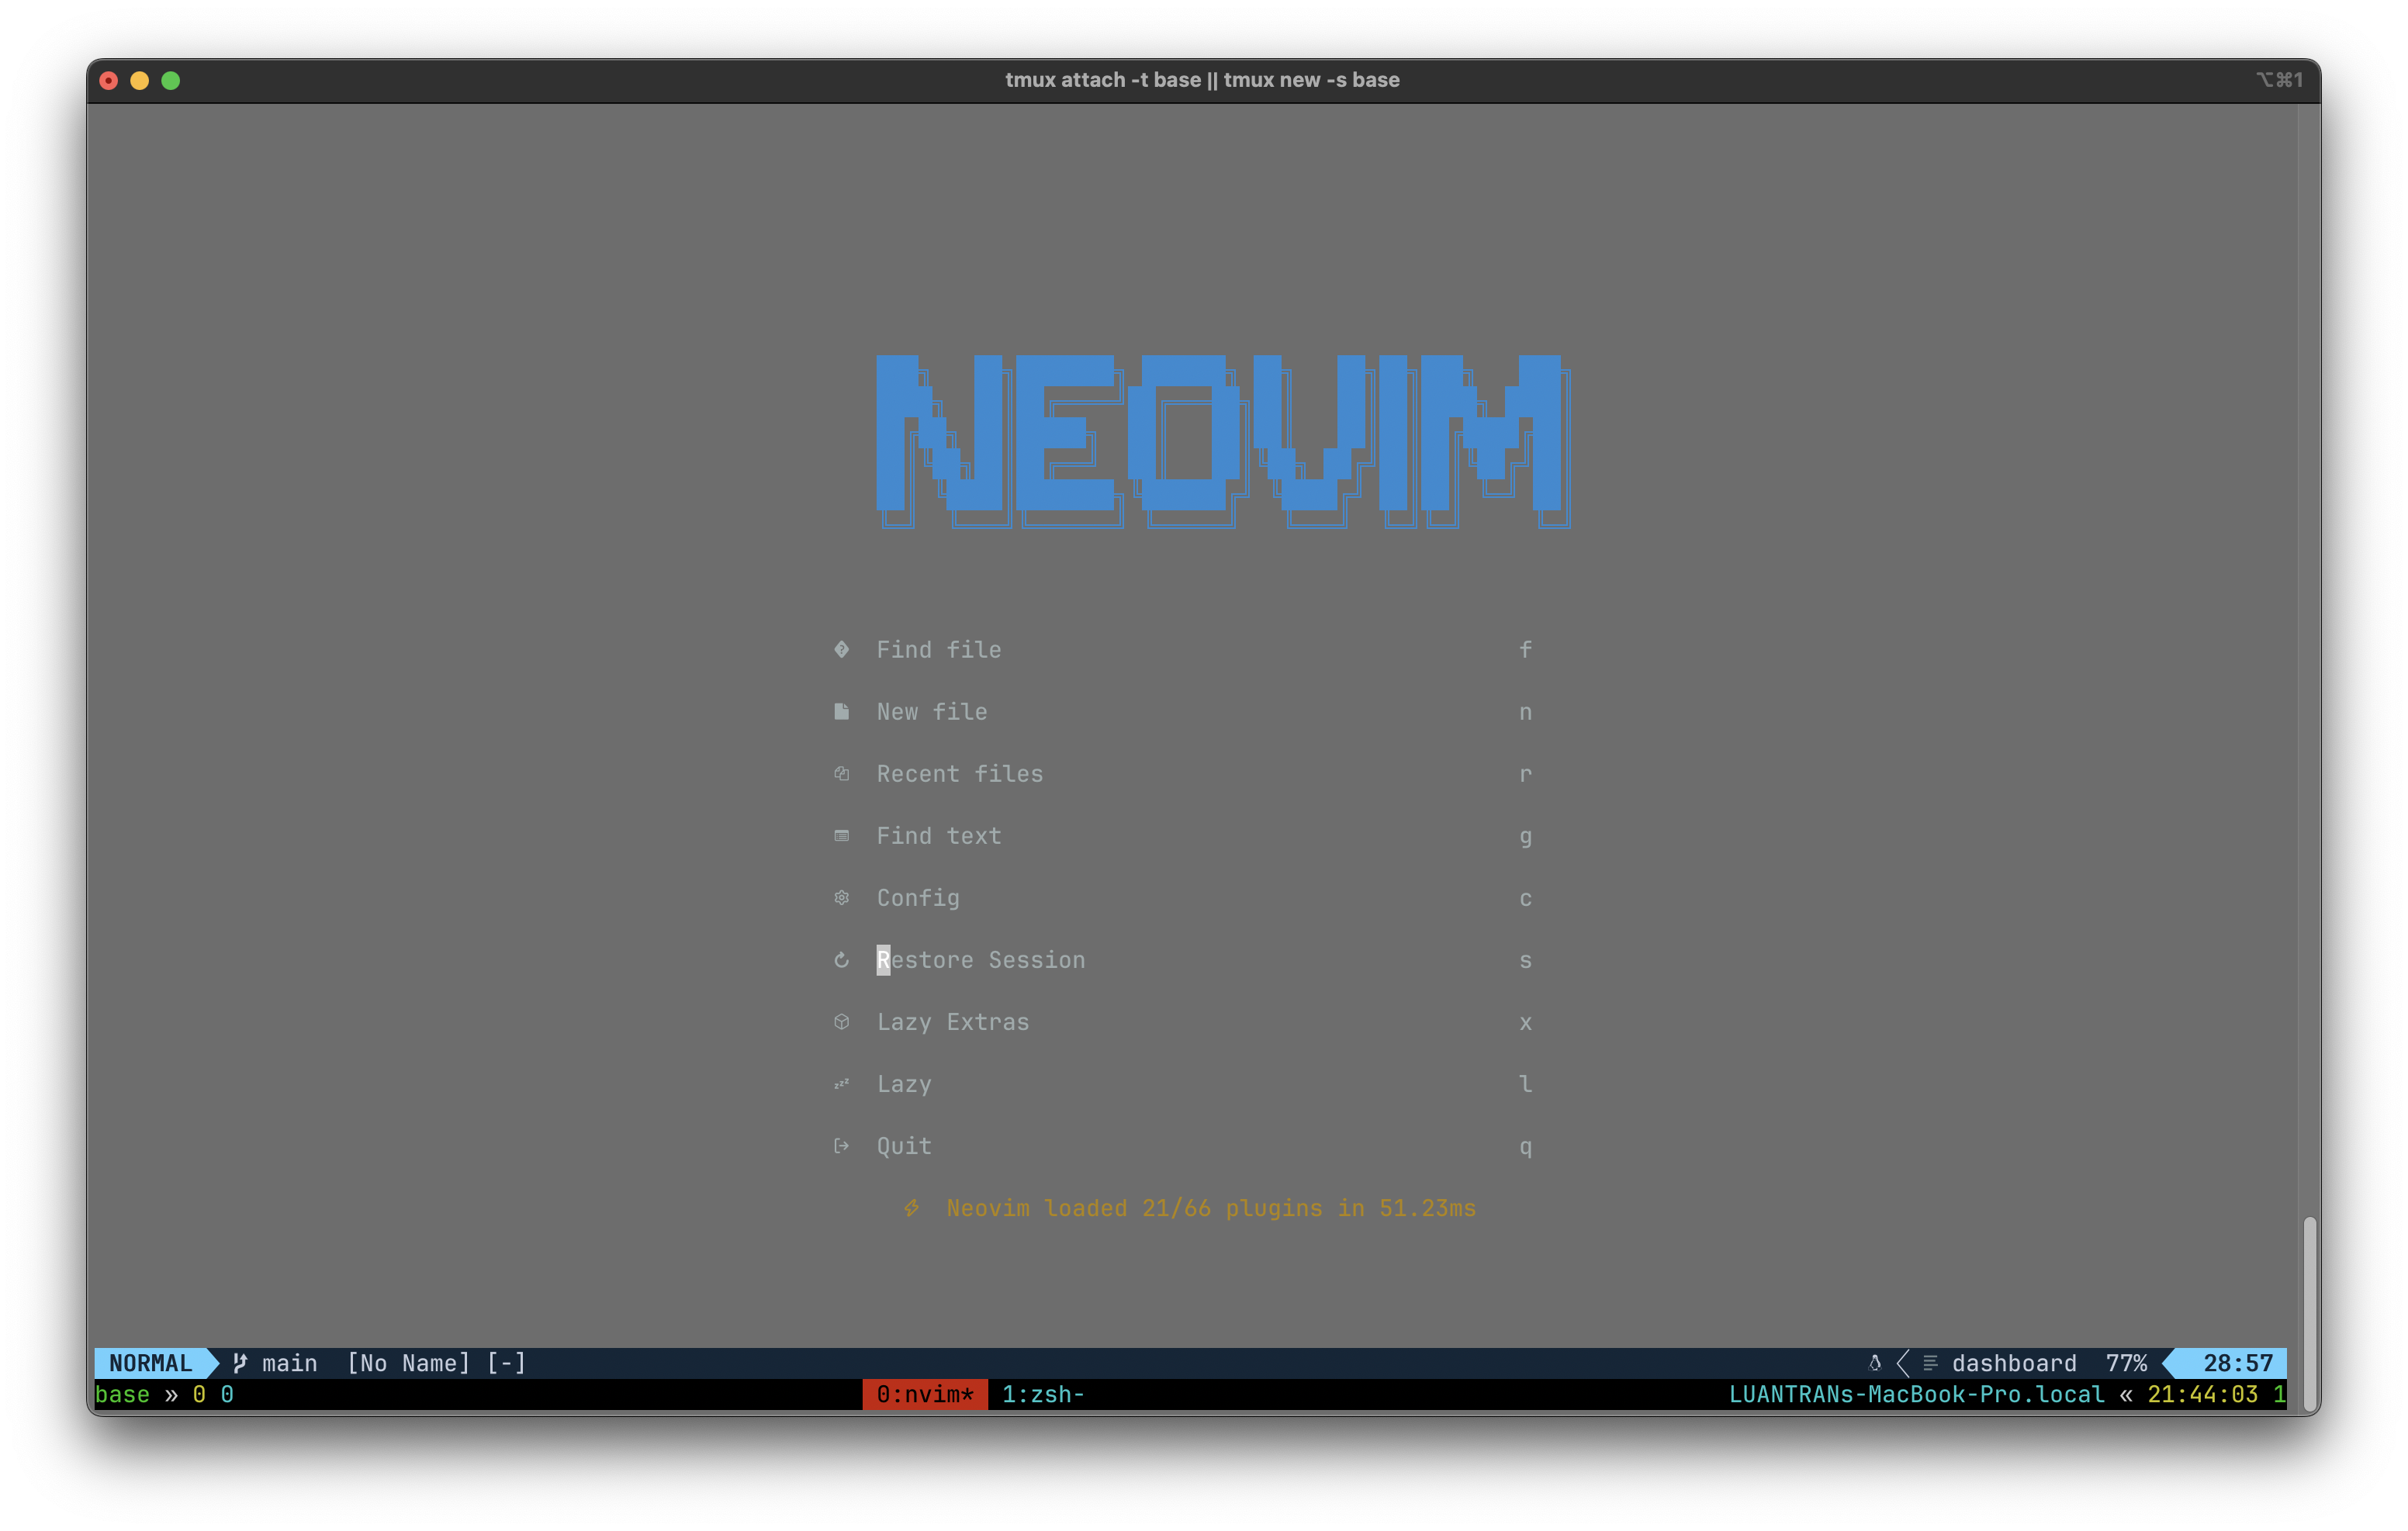 tmux attach -t base || tmux new -s base ⌥⌘1
NEOVIM
Find file f
New file n
Recent files r
Find text g
Config c
Restore Session s
Lazy Extras x
Lazy l
Quit q
Neovim loaded 21/66 plugins in 51.23ms
NORMAL main [No Name] [-] dashboard 77% 28:57
base » 0 0 0:nvim* 1:zsh- LUANTRANs-MacBook-Pro.local « 21:44:03 1